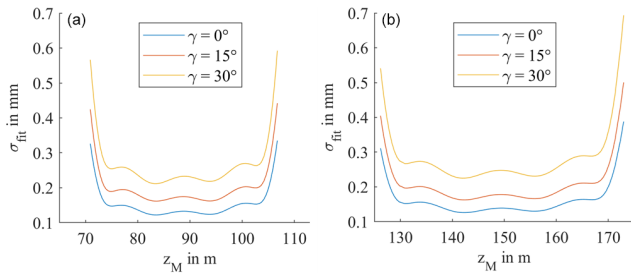 (a)
γ = 0°
γ = 15°
γ = 30°
σfit in mm
0.7
0.6
0.5
0.4
0.3
0.2
0.1
70 80 90 100 110
zM in m
(b)
γ = 0°
γ = 15°
γ = 30°
σfit in mm
0.7
0.6
0.5
0.4
0.3
0.2
0.1
130 140 150 160 170
zM in m